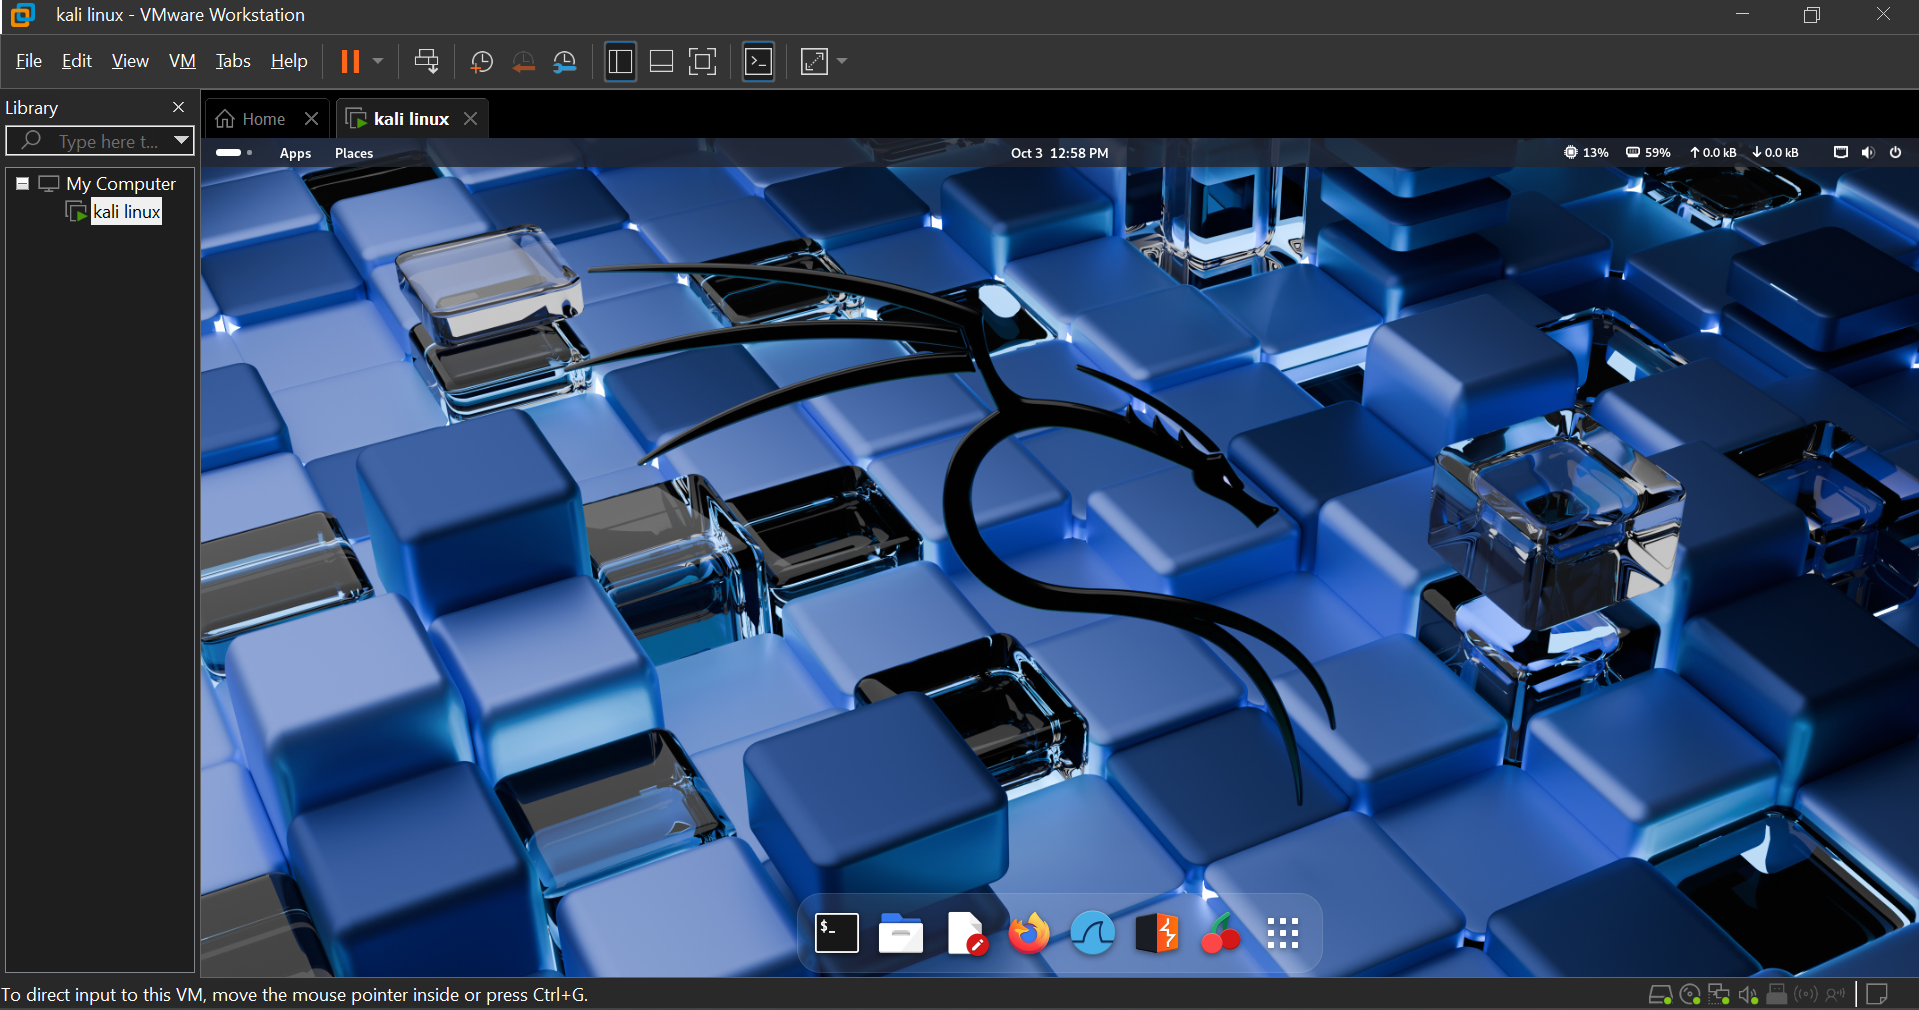 kali linux - VMware Workstation
File Edit View VM Tabs Help
Library
Type here t...
Home
kali linux
Apps Places
Oct 3 12:58 PM
13% 59% ↑ 0.0 kB ↓ 0.0 kB
My Computer
kali linux
$_
To direct input to this VM, move the mouse pointer inside or press Ctrl+G.